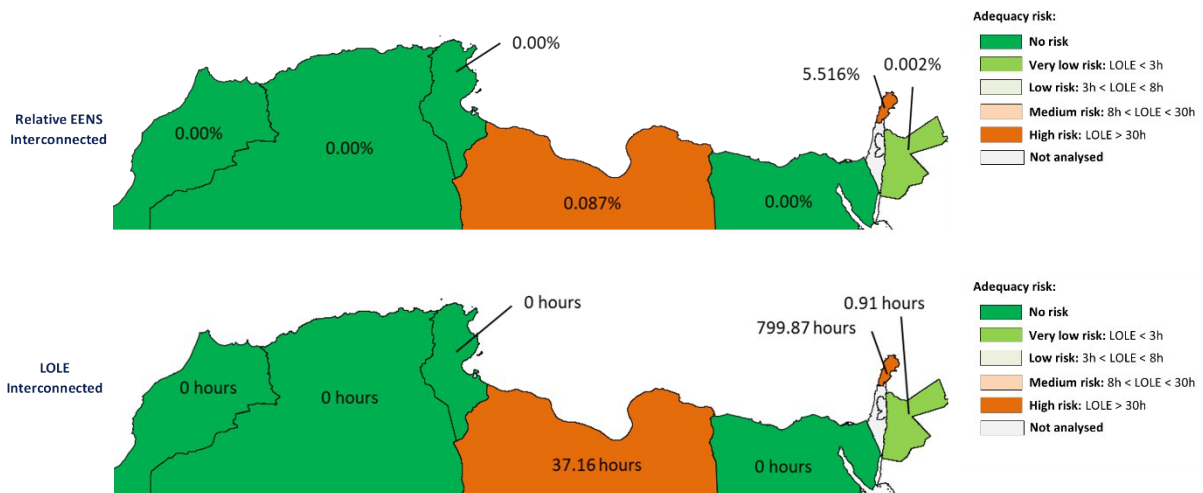 Adequacy risk:
No risk
Very low risk: LOLE < 3h
Low risk: 3h < LOLE < 8h
Medium risk: 8h < LOLE < 30h
High risk: LOLE > 30h
Not analysed
Relative EENS
Interconnected
0.00%
0.00%
0.00%
0.087%
0.00%
5.516%
0.002%
Adequacy risk:
No risk
Very low risk: LOLE < 3h
Low risk: 3h < LOLE < 8h
Medium risk: 8h < LOLE < 30h
High risk: LOLE > 30h
Not analysed
LOLE
Interconnected
0 hours
0 hours
0 hours
37.16 hours
0 hours
799.87 hours
0.91 hours